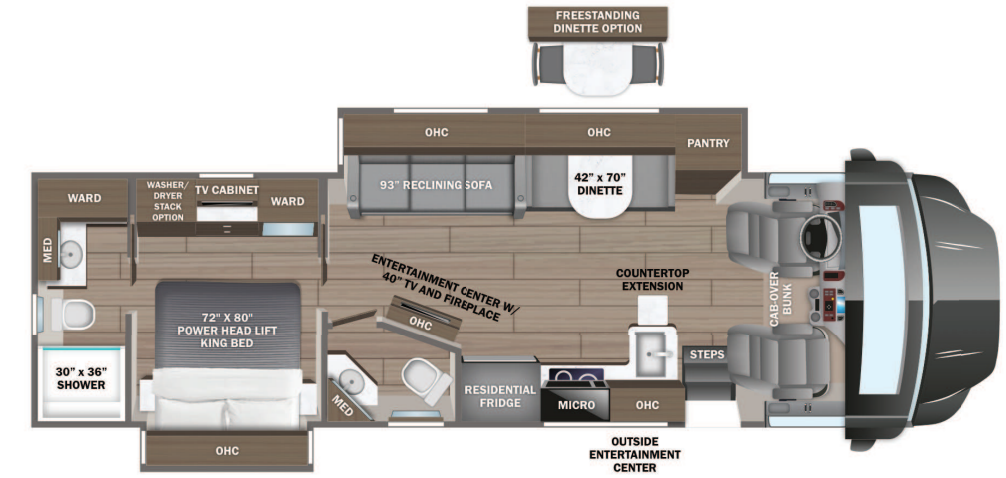 FREESTANDING
DINETTE OPTION
OHC
OHC
PANTRY
93" RECLINING SOFA
42" x 70"
DINETTE
WARD
WASHER/
DRYER
STACK
OPTION
TV CABINET
WARD
MED
ENTERTAINMENT CENTER W/
40" TV AND FIREPLACE
OHC
COUNTERTOP
EXTENSION
CAB-OVER
BUNK
72" X 80"
POWER HEAD LIFT
KING BED
30" x 36"
SHOWER
STEPS
MED
RESIDENTIAL
FRIDGE
MICRO
OHC
OHC
OUTSIDE
ENTERTAINMENT
CENTER